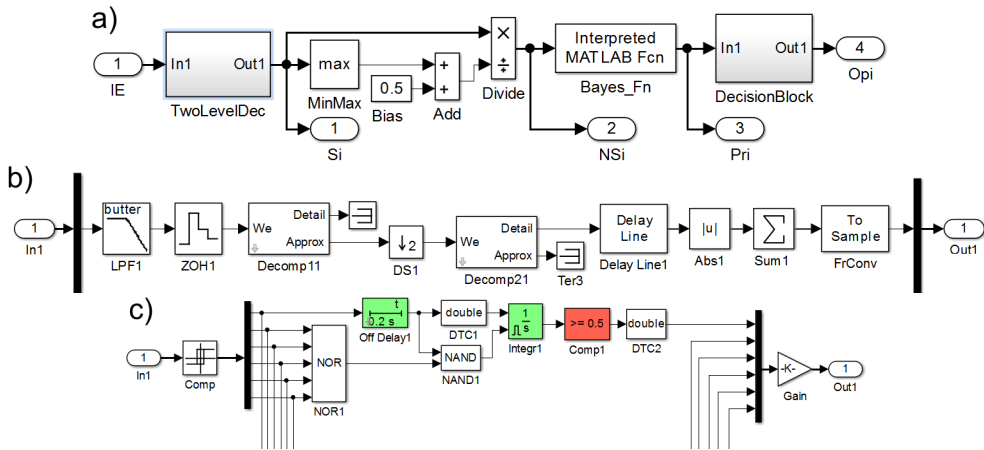 a)
1
IE
In1 Out1
TwoLevelDec
max
MinMax
0.5
Bias
+
+
Add
×
÷
Divide
Interpreted
MATLAB Fcn
Bayes_Fn
In1 Out1
DecisionBlock
4
Opi
1
Si
2
NSi
3
Pri
b)
1
In1
butter
LPF1
ZOH1
We
Detail
Approx
Decomp11
↓2
DS1
We
Detail
Approx
Decomp21
Ter3
Delay
Line
Delay Line1
|u|
Abs1
∑
Sum1
To
Sample
FrConv
1
Out1
c)
1
In1
Comp
NOR
NOR1
t
0.2 s
Off Delay1
double
DTC1
NAND
NAND1
1
s
Integr1
>= 0.5
Comp1
double
DTC2
-K-
Gain
1
Out1